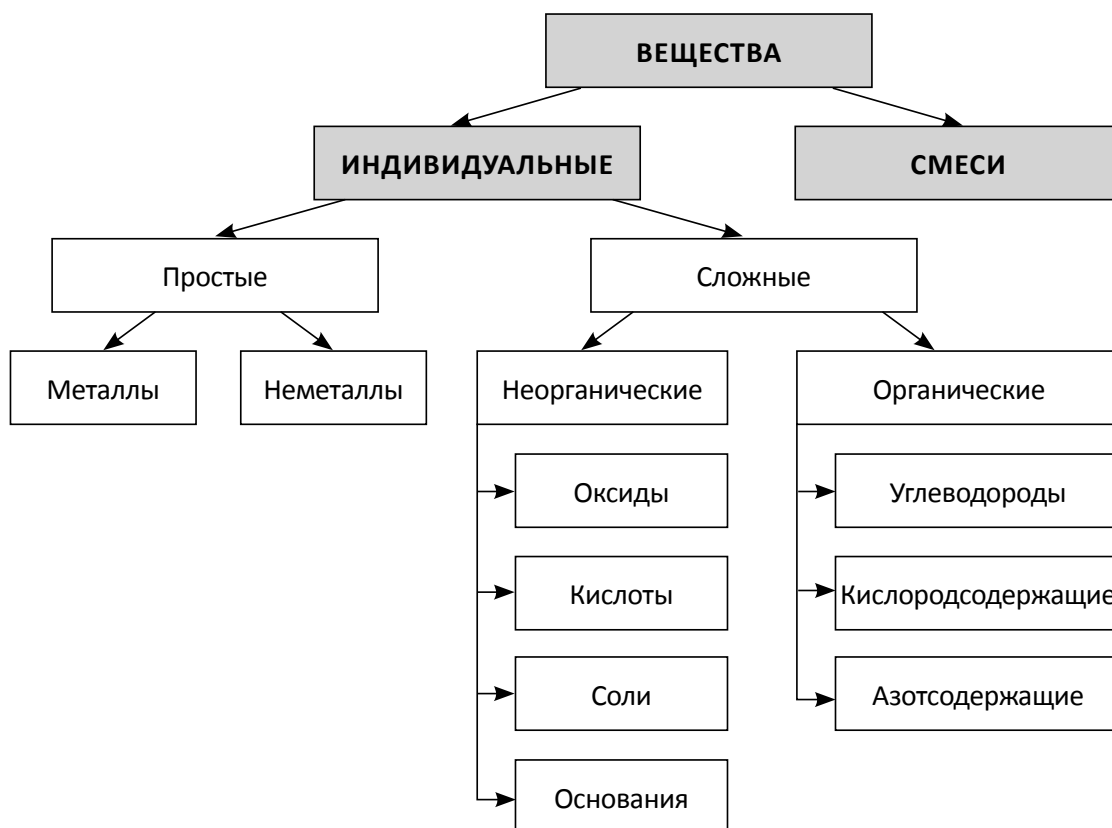 ВЕЩЕСТВА
ИНДИВИДУАЛЬНЫЕ
СМЕСИ
Простые
Сложные
Металлы
Неметаллы
Неорганические
Органические
Оксиды
Углеводороды
Кислоты
Кислородсодержащие
Соли
Азотсодержащие
Основания